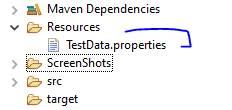 Maven Dependencies
Resources
TestData.properties
ScreenShots
src
target